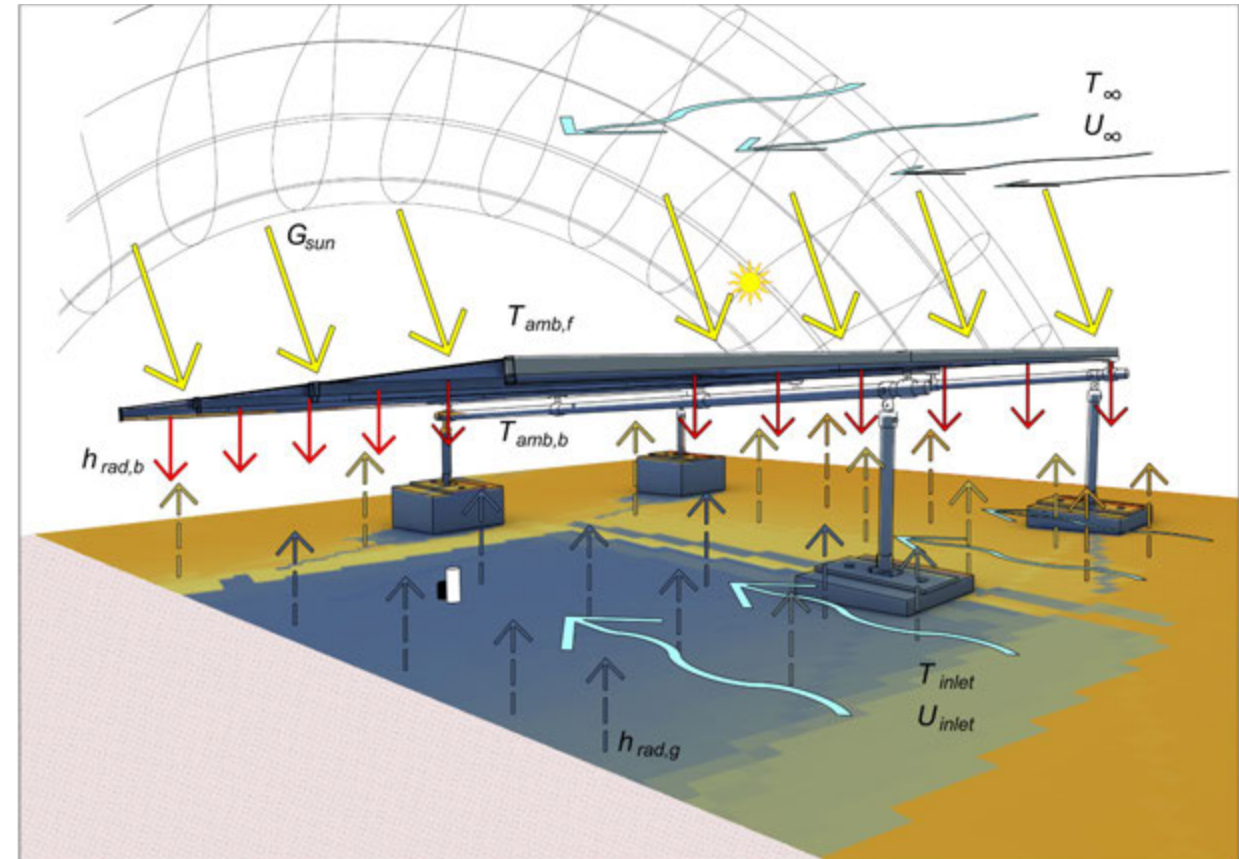 T∞
U∞
Gsun
Tamb,f
Tamb,b
hrad,b
Tinlet
Uinlet
hrad,g